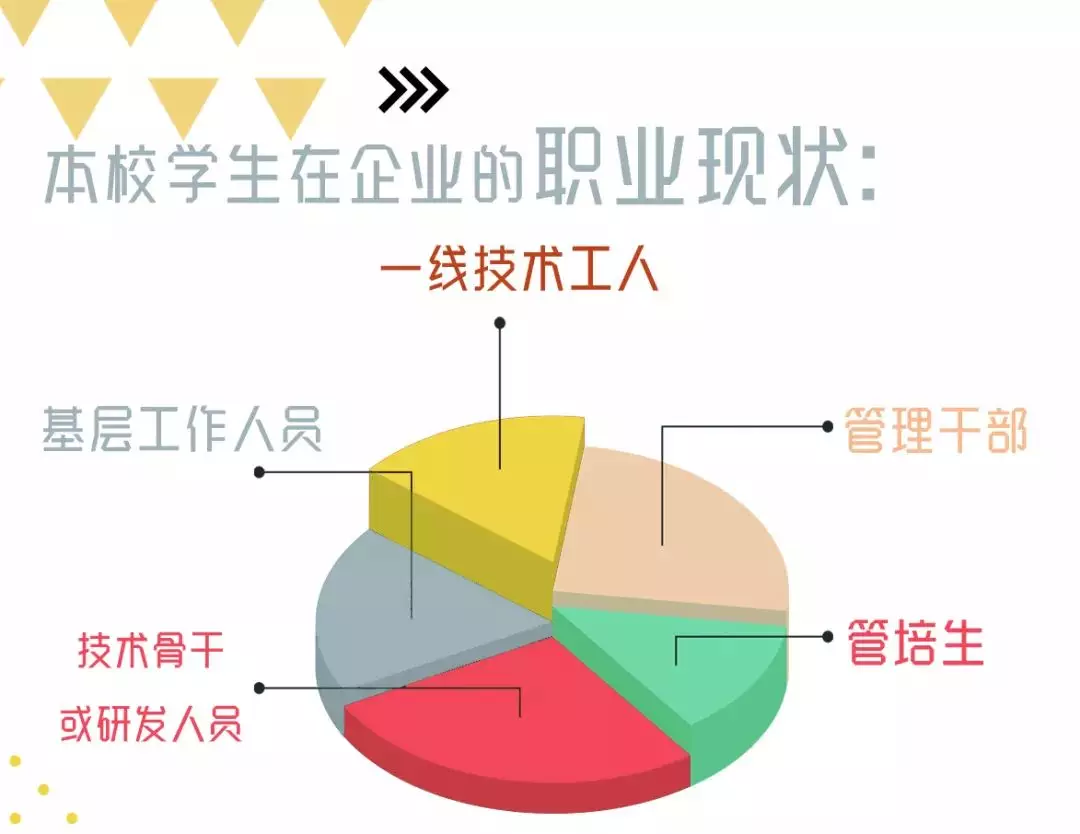 本校学生在企业的职业现状：
一线技术工人
基层工作人员
管理干部
技术骨干
或研发人员
管培生